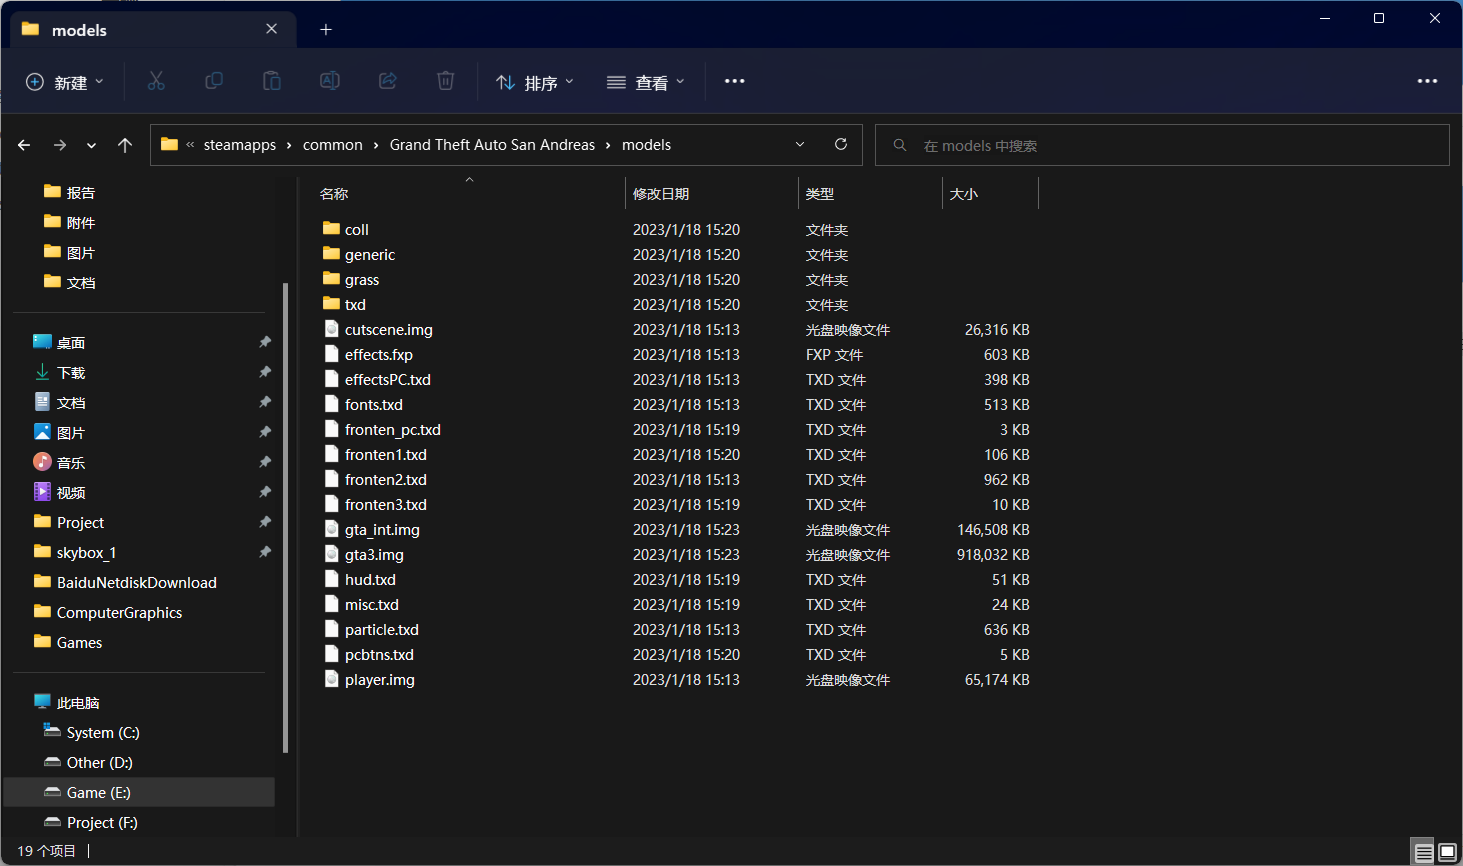 models
新建
排序
查看
« steamapps › common › Grand Theft Auto San Andreas › models
在 models 中搜索
报告
附件
图片
文档
桌面
下载
文档
图片
音乐
视频
Project
skybox_1
BaiduNetdiskDownload
ComputerGraphics
Games
此电脑
System (C:)
Other (D:)
Game (E:)
Project (F:)
名称 修改日期 类型 大小
coll 2023/1/18 15:20 文件夹
generic 2023/1/18 15:20 文件夹
grass 2023/1/18 15:20 文件夹
txd 2023/1/18 15:20 文件夹
cutscene.img 2023/1/18 15:13 光盘映像文件 26,316 KB
effects.fxp 2023/1/18 15:13 FXP 文件 603 KB
effectsPC.txd 2023/1/18 15:13 TXD 文件 398 KB
fonts.txd 2023/1/18 15:13 TXD 文件 513 KB
fronten_pc.txd 2023/1/18 15:19 TXD 文件 3 KB
fronten1.txd 2023/1/18 15:20 TXD 文件 106 KB
fronten2.txd 2023/1/18 15:13 TXD 文件 962 KB
fronten3.txd 2023/1/18 15:19 TXD 文件 10 KB
gta_int.img 2023/1/18 15:23 光盘映像文件 146,508 KB
gta3.img 2023/1/18 15:23 光盘映像文件 918,032 KB
hud.txd 2023/1/18 15:19 TXD 文件 51 KB
misc.txd 2023/1/18 15:19 TXD 文件 24 KB
particle.txd 2023/1/18 15:13 TXD 文件 636 KB
pcbtns.txd 2023/1/18 15:20 TXD 文件 5 KB
player.img 2023/1/18 15:13 光盘映像文件 65,174 KB
19 个项目